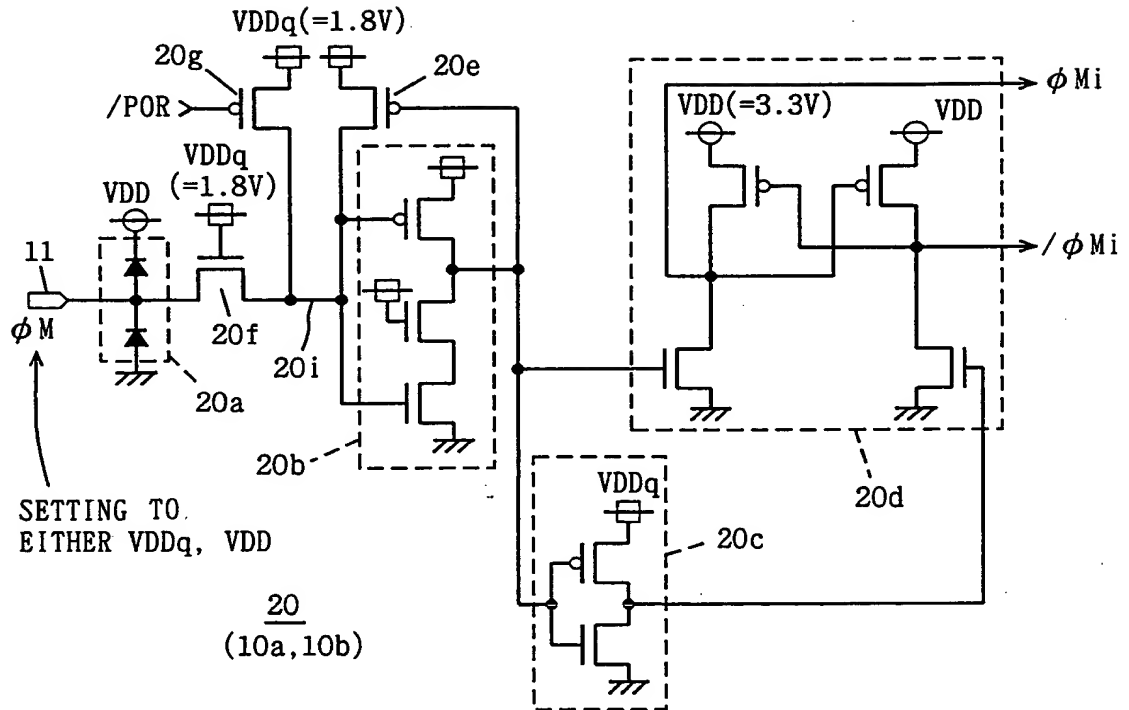 VDDq(=1.8V)
20g
20e
/POR
VDDq
(=1.8V)
VDD
11
φM
20f
20i
20a
20b
SETTING TO
EITHER VDDq, VDD
20
(10a,10b)
VDD(=3.3V)
VDD
φMi
/φMi
20d
VDDq
20c